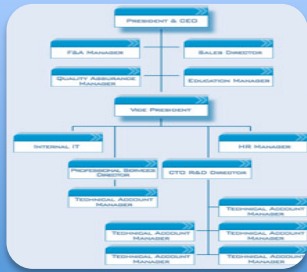 PRESIDENT & CEO
F&A MANAGER
SALES DIRECTOR
QUALITY ASSURANCE
MANAGER
EDUCATION MANAGER
VICE PRESIDENT
INTERNAL IT
HR MANAGER
PROFESSIONAL SERVICES
DIRECTOR
CTO R&D DIRECTOR
TECHNICAL ACCOUNT
MANAGER
TECHNICAL ACCOUNT
MANAGER
TECHNICAL ACCOUNT
MANAGER
TECHNICAL ACCOUNT
MANAGER
TECHNICAL ACCOUNT
MANAGER
TECHNICAL ACCOUNT
MANAGER